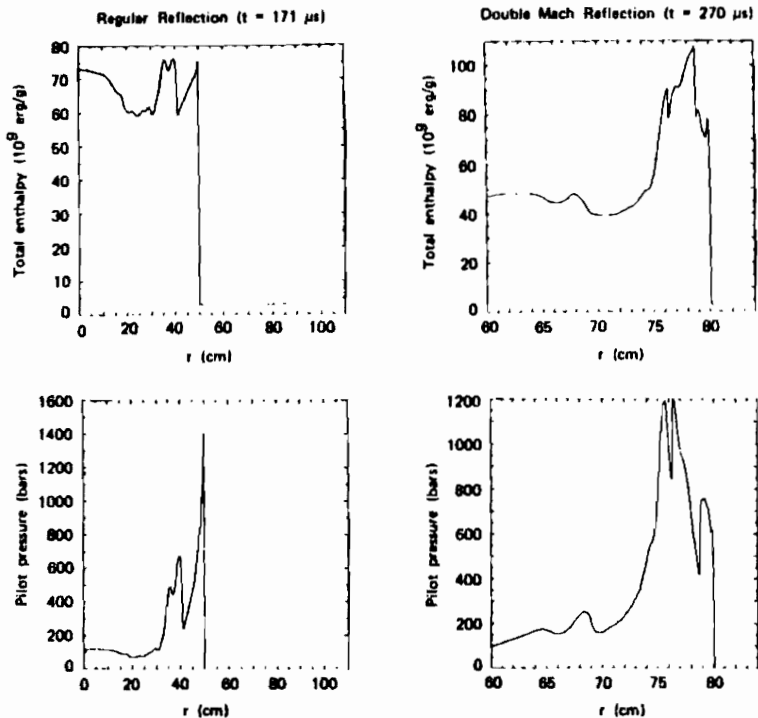 Regular Reflection (t = 171 μs)
Double Mach Reflection (t = 270 μs)
Total enthalpy (10⁹ erg/g)
80
70
60
50
40
30
20
10
0
0 20 40 60 80 100
r (cm)
Total enthalpy (10⁹ erg/g)
100
80
60
40
20
0
60 65 70 75 80
r (cm)
Pilot pressure (bars)
1600
1400
1200
1000
800
600
400
200
0
0 20 40 60 80 100
r (cm)
Pilot pressure (bars)
1200
1000
800
600
400
200
0
60 65 70 75 80
r (cm)